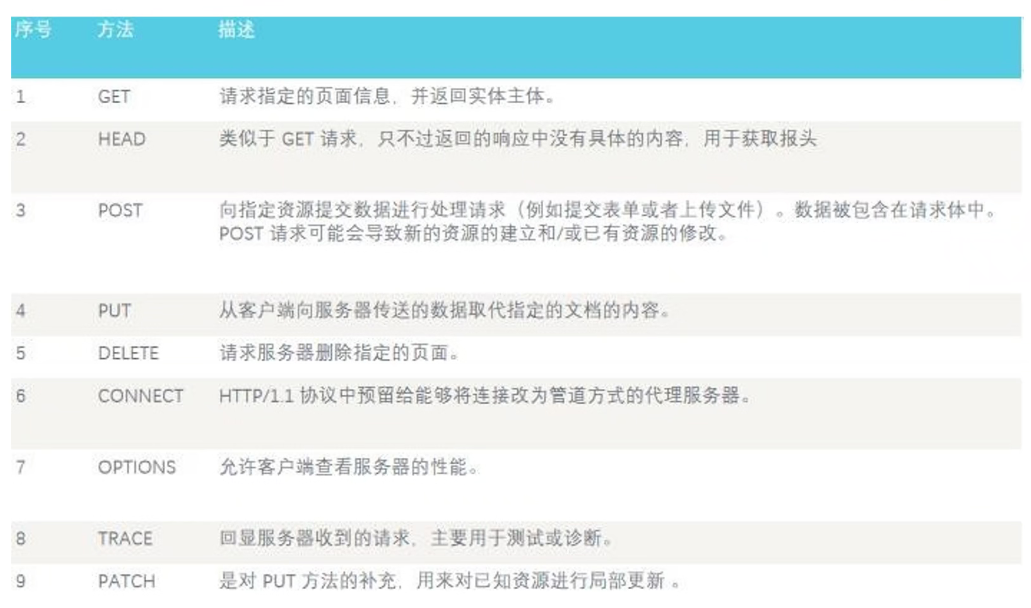 序号 方法 描述
1 GET 请求指定的页面信息，并返回实体主体。
2 HEAD 类似于 GET 请求，只不过返回的响应中没有具体的内容，用于获取报头
3 POST 向指定资源提交数据进行处理请求（例如提交表单或者上传文件）。数据被包含在请求体中。
POST 请求可能会导致新的资源的建立和/或已有资源的修改。
4 PUT 从客户端向服务器传送的数据取代指定的文档的内容。
5 DELETE 请求服务器删除指定的页面。
6 CONNECT HTTP/1.1 协议中预留给能够将连接改为管道方式的代理服务器。
7 OPTIONS 允许客户端查看服务器的性能。
8 TRACE 回显服务器收到的请求，主要用于测试或诊断。
9 PATCH 是对 PUT 方法的补充，用来对已知资源进行局部更新 。